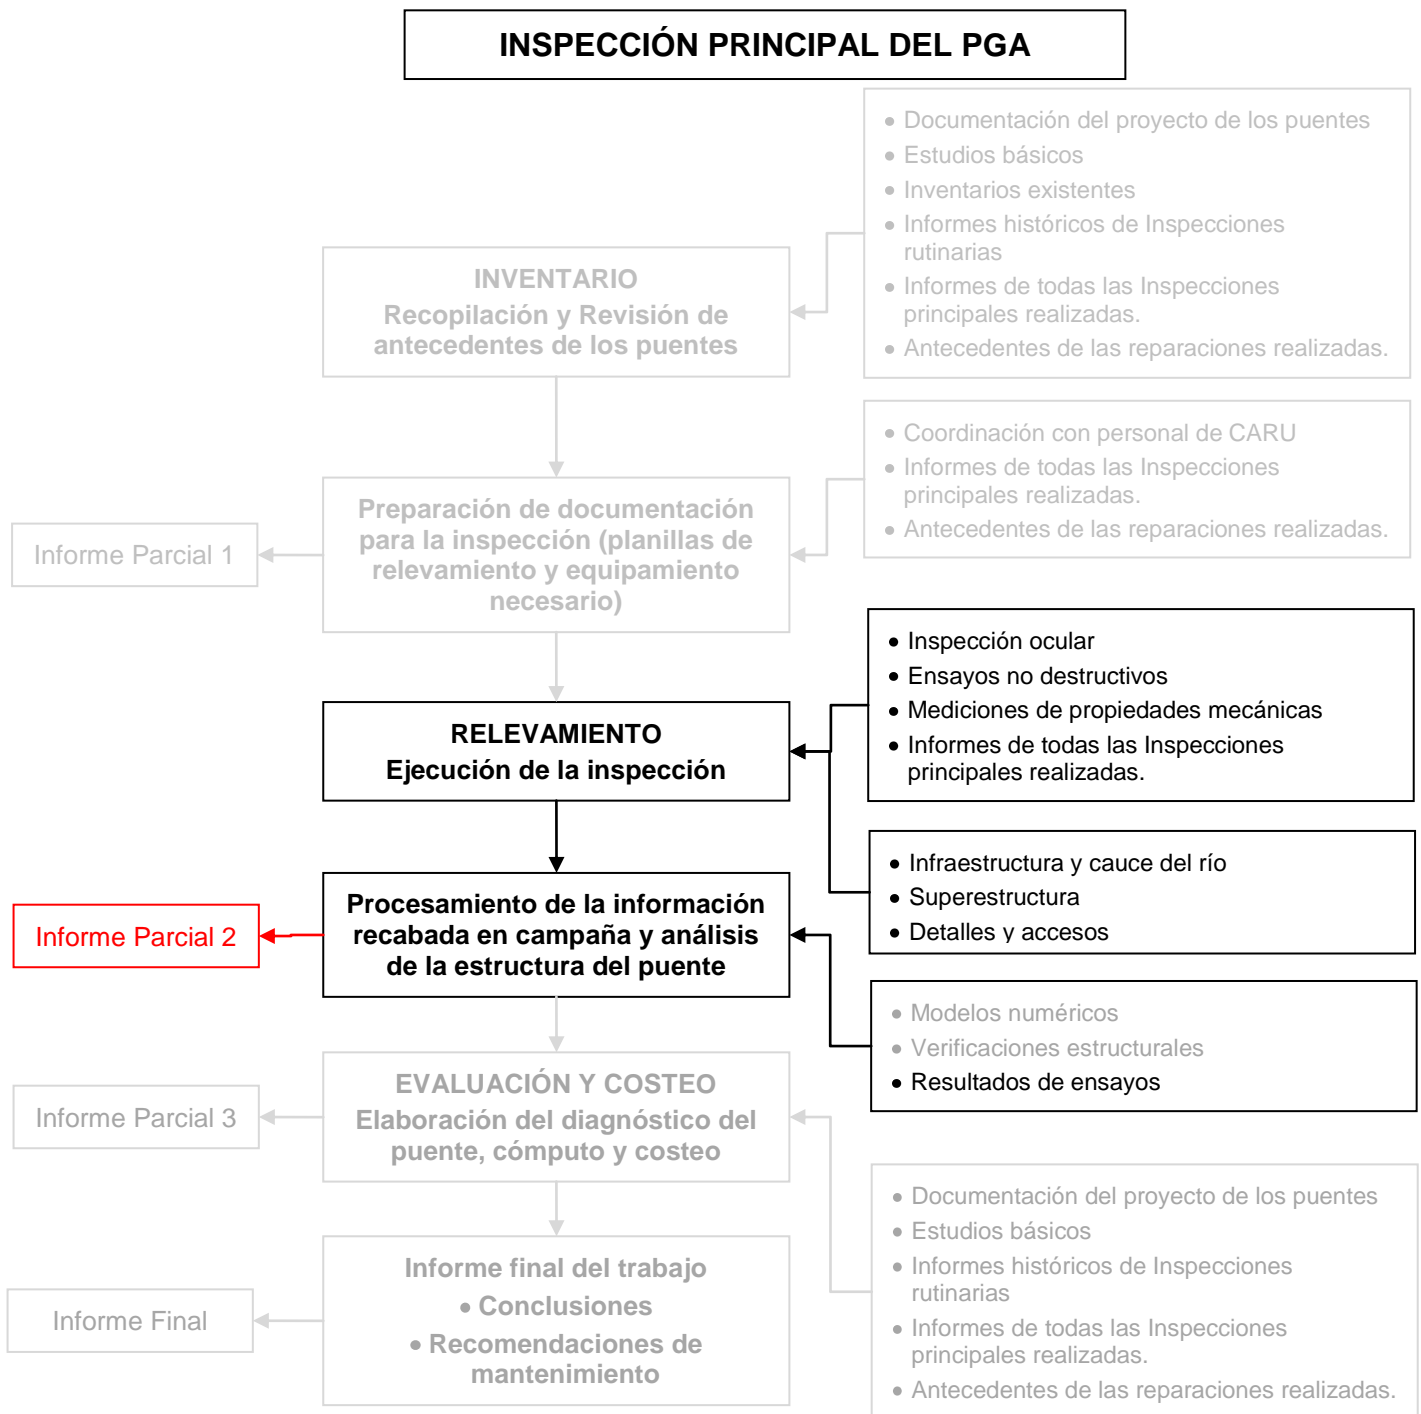 INSPECCIÓN PRINCIPAL DEL PGA
• Documentación del proyecto de los puentes
• Estudios básicos
• Inventarios existentes
• Informes históricos de Inspecciones
rutinarias
• Informes de todas las Inspecciones
principales realizadas.
• Antecedentes de las reparaciones realizadas.
INVENTARIO
Recopilación y Revisión de
antecedentes de los puentes
• Coordinación con personal de CARU
• Informes de todas las Inspecciones
principales realizadas.
• Antecedentes de las reparaciones realizadas.
Preparación de documentación
para la inspección (planillas de
relevamiento y equipamiento
necesario)
Informe Parcial 1
• Inspección ocular
• Ensayos no destructivos
• Mediciones de propiedades mecánicas
• Informes de todas las Inspecciones
principales realizadas.
RELEVAMIENTO
Ejecución de la inspección
• Infraestructura y cauce del río
• Superestructura
• Detalles y accesos
Procesamiento de la información
recabada en campaña y análisis
de la estructura del puente
Informe Parcial 2
• Modelos numéricos
• Verificaciones estructurales
• Resultados de ensayos
EVALUACIÓN Y COSTEO
Elaboración del diagnóstico del
puente, cómputo y costeo
Informe Parcial 3
• Documentación del proyecto de los puentes
• Estudios básicos
• Informes históricos de Inspecciones
rutinarias
• Informes de todas las Inspecciones
principales realizadas.
• Antecedentes de las reparaciones realizadas.
Informe final del trabajo
• Conclusiones
• Recomendaciones de
mantenimiento
Informe Final